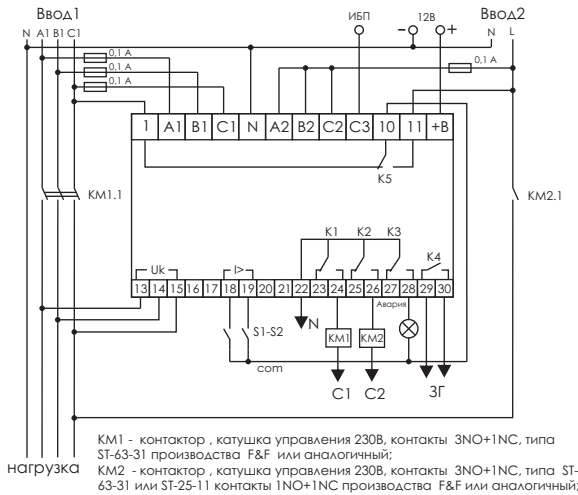 Ввод1
ИБП
12В
Ввод2
N A1 B1 C1
− +
N L
0,1 А
0,1 А
0,1 А
0,1 А
1 A1 B1 C1 N A2 B2 C2 C3 10 11 +B
K5
KM1.1
KM2.1
K1 K2 K3
K4
Uk
I>
13 14 15 16 17 18 19 20 21 22 23 24 25 26 27 28 29 30
Авария
S1-S2
N
KM1 KM2
com
C1 C2 ЗГ
нагрузка
KM1 - контактор , катушка управления 230В, контакты 3NO+1NC, типа
ST-63-31 производства F&F или аналогичный;
KM2 - контактор , катушка управления 230В, контакты 3NO+1NC, типа ST-
63-31 или ST-25-11 контакты 1NO+1NC производства F&F или аналогичный;